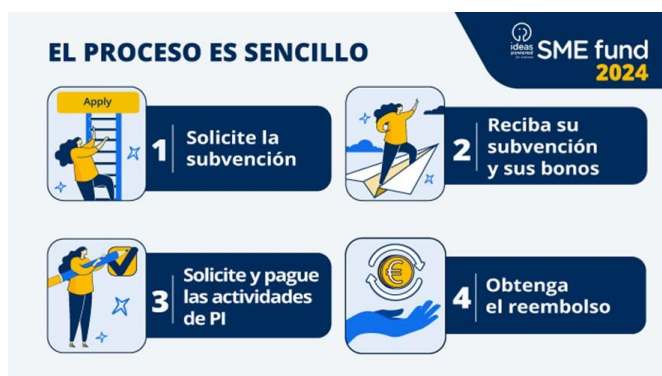 EL PROCESO ES SENCILLO
ideas
powered
SME fund
2024
Apply
1
Solicite la
subvención
2
Reciba su
subvención
y sus bonos
3
Solicite y pague
las actividades
de PI
4
Obtenga
el reembolso